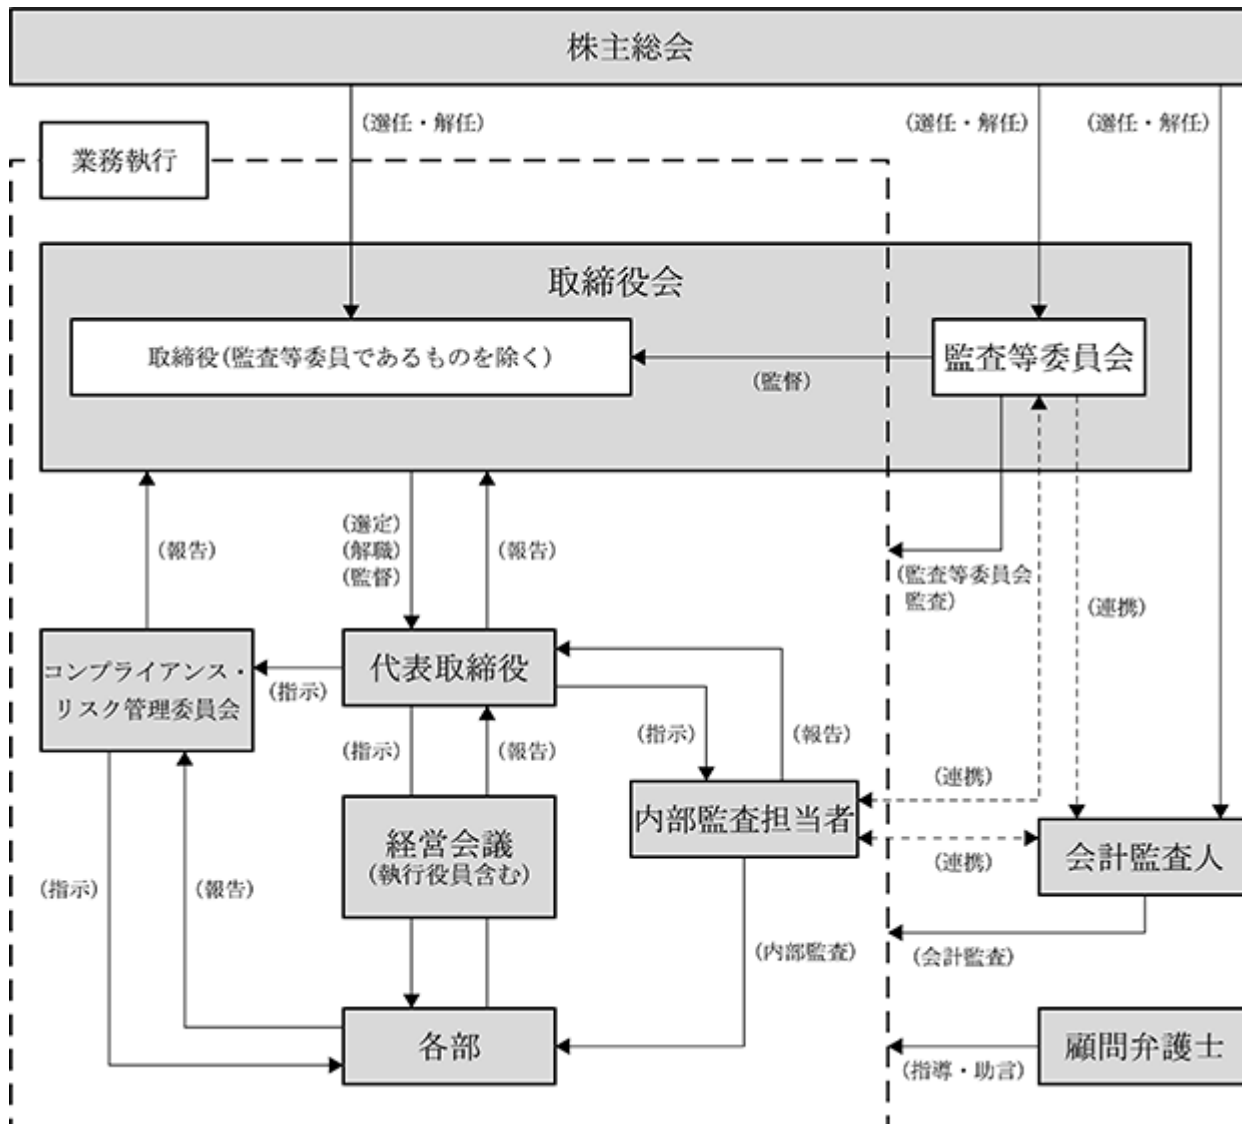 株主総会
(選任・解任)
(選任・解任)
(選任・解任)
業務執行
取締役会
取締役(監査等委員であるものを除く)
監査等委員会
(監督)
(報告)
(選定)
(解職)
(監督)
(報告)
(監査等委員会
監査)
(連携)
コンプライアンス・
リスク管理委員会
(指示)
代表取締役
(指示)
(報告)
(指示)
(報告)
(連携)
内部監査担当者
(連携)
会計監査人
経営会議
(執行役員含む)
(指示)
(報告)
(内部監査)
(会計監査)
各部
顧問弁護士
(指導・助言)